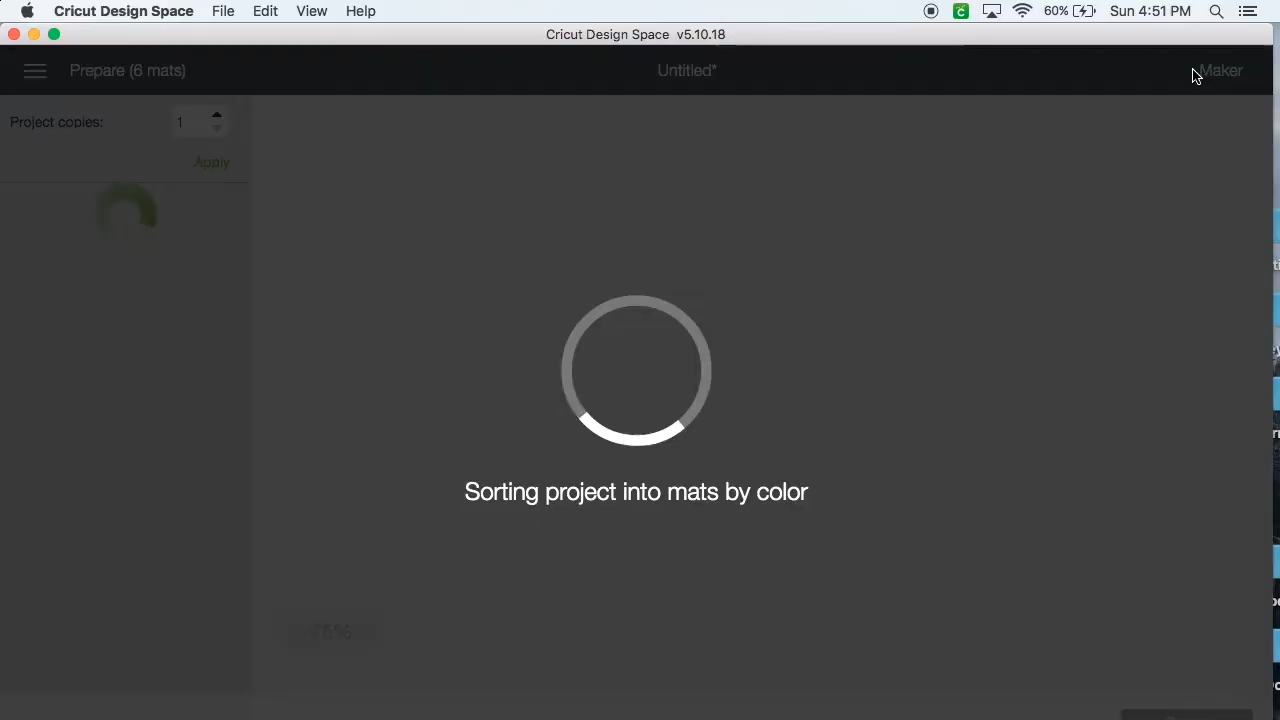 Cricut Design Space File Edit View Help 60% Sun 4:51 PM
Cricut Design Space v5.10.18
Prepare (6 mats) Untitled* Maker
Project copies: 1
Apply
Sorting project into mats by color
75%